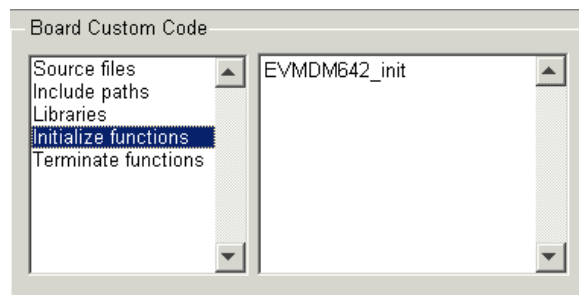 Board Custom Code
Source files
Include paths
Libraries
Initialize functions
Terminate functions
EVMDM642_init